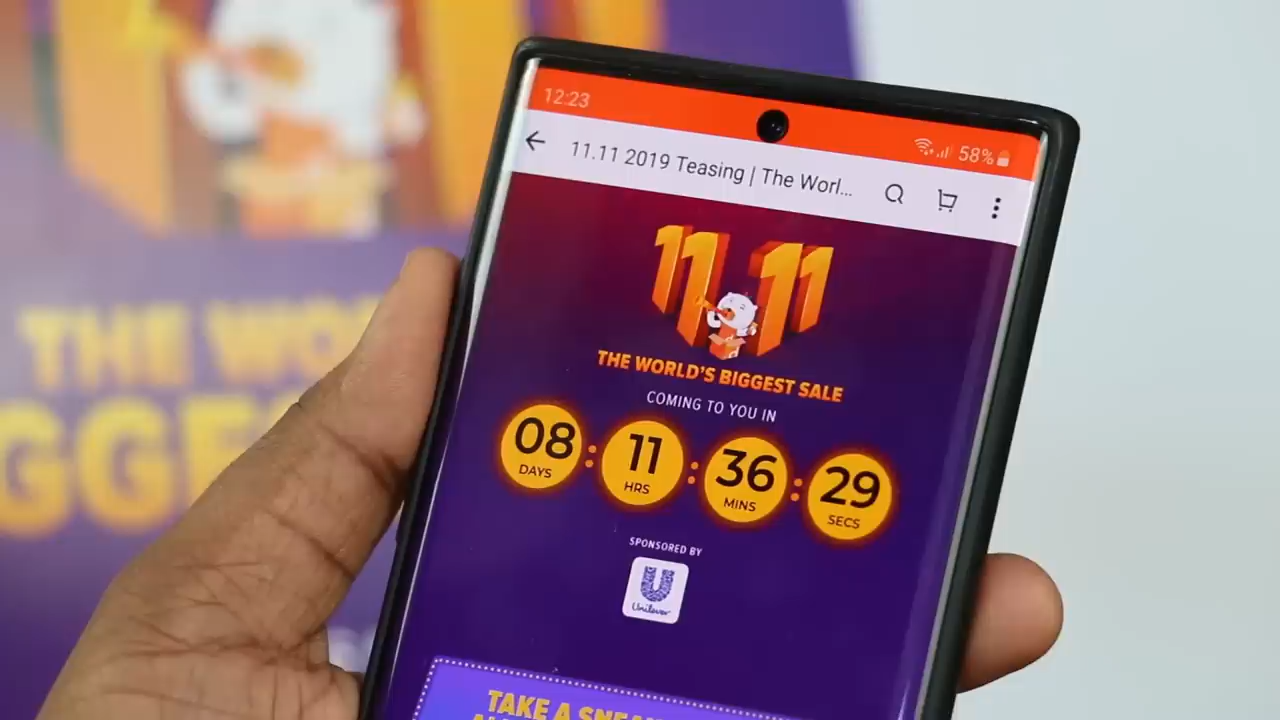 12:23
58%
11.11 2019 Teasing | The Worl...
11.11
THE WORLD'S BIGGEST SALE
COMING TO YOU IN
08 : 11 : 36 : 29
DAYS HRS MINS SECS
SPONSORED BY
Unilever
TAKE A
THE